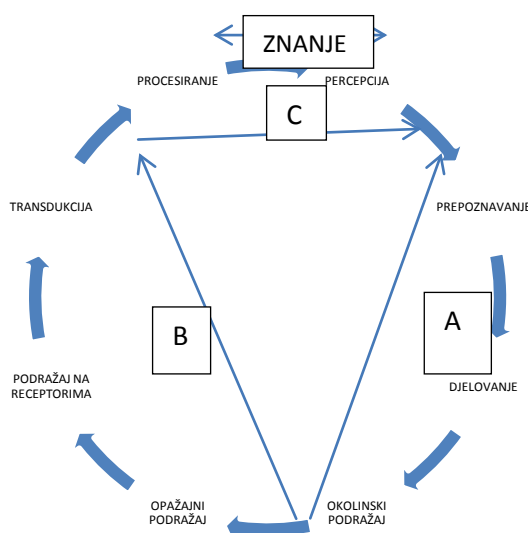 ZNANJE
PROCESIRANJE
PERCEPCIJA
C
TRANSDUKCIJA
PREPOZNAVANJE
B
A
PODRAŽAJ NA
RECEPTORIMA
DJELOVANJE
OPAŽAJNI
PODRAŽAJ
OKOLINSKI
PODRAŽAJ